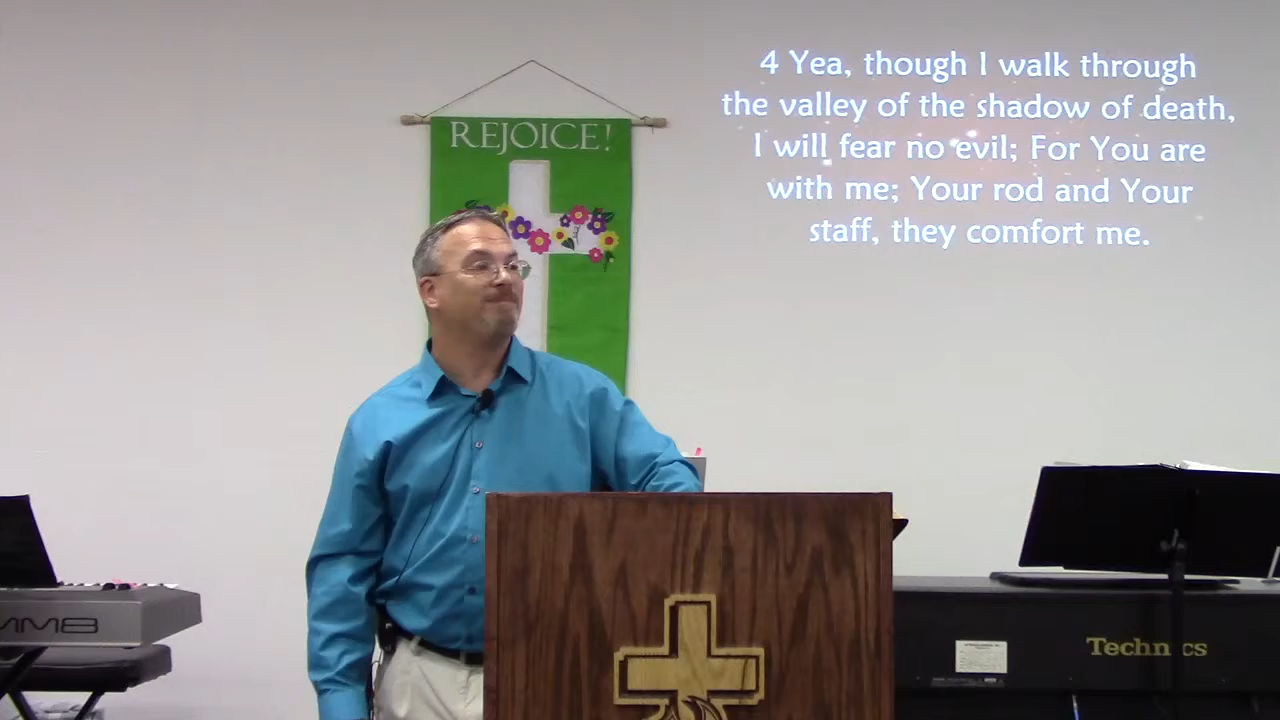 4 Yea, though I walk through
the valley of the shadow of death,
I will fear no evil; For You are
with me; Your rod and Your
staff, they comfort me.
REJOICE!
MM8
Technics